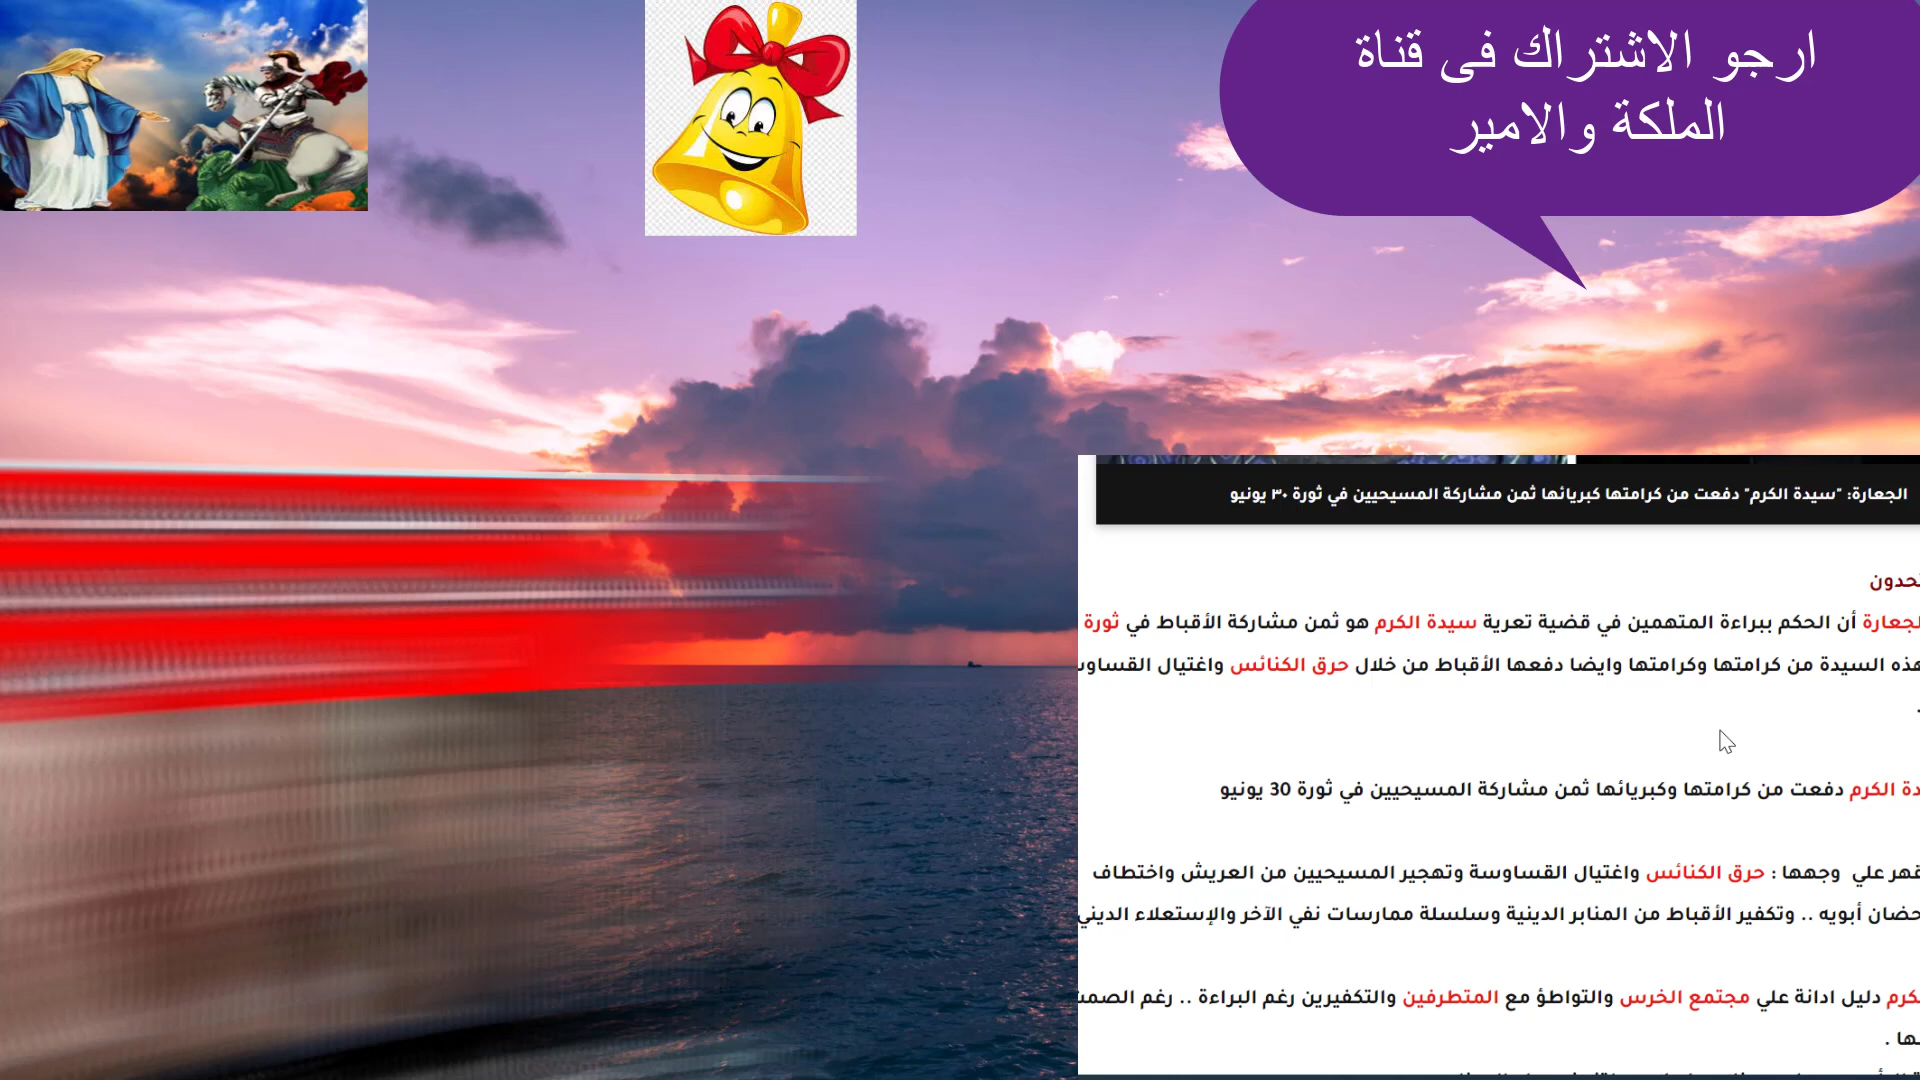 ارجو الاشتراك فى قناة
الملكة والامير
الجعارة: "سيدة الكرم" دفعت من كرامتها كبريائها ثمن مشاركة المسيحيين في ثورة ٣٠ يونيو
أن الحكم ببراءة المتهمين في قضية تعرية سيدة الكرم هو ثمن مشاركة الأقباط في ثورة
هذه السيدة من كرامتها وكرامتها وايضا دفعها الأقباط من خلال حرق الكنائس واغتيال
الكرم دفعت من كرامتها وكبريائها ثمن مشاركة المسيحيين في ثورة 30 يونيو
علي وجهها : حرق الكنائس واغتيال القساوسة وتهجير المسيحيين من العريش واختطاف
أبويه .. وتكفير الأقباط من المنابر الدينية وسلسلة ممارسات نفي الآخر والإستعلاء الديني
دليل ادانة علي مجتمع الخرس والتواطؤ مع المتطرفين والتكفيرين رغم البراءة .. رغم